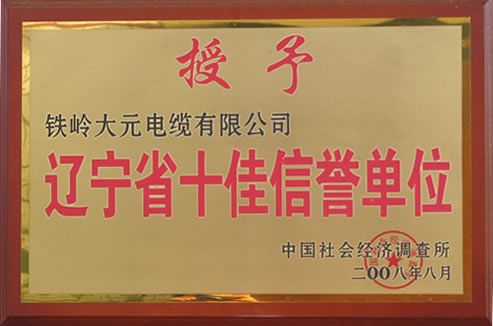 授予
铁岭大元电缆有限公司
辽宁省十佳信誉单位
中国社会经济调查所
二00八年八月